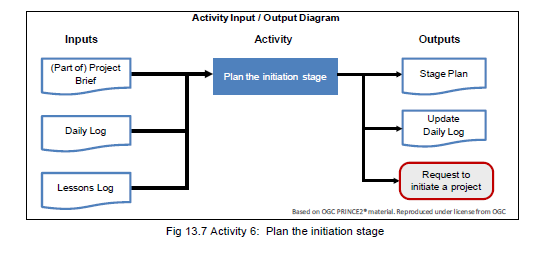 Activity Input / Output Diagram
Inputs
Activity
Outputs
(Part of) Project
Brief
Plan the initiation stage
Stage Plan
Daily Log
Update
Daily Log
Lessons Log
Request to
initiate a project
Based on OGC PRINCE2® material. Reproduced under license from OGC
Fig 13.7 Activity 6: Plan the initiation stage